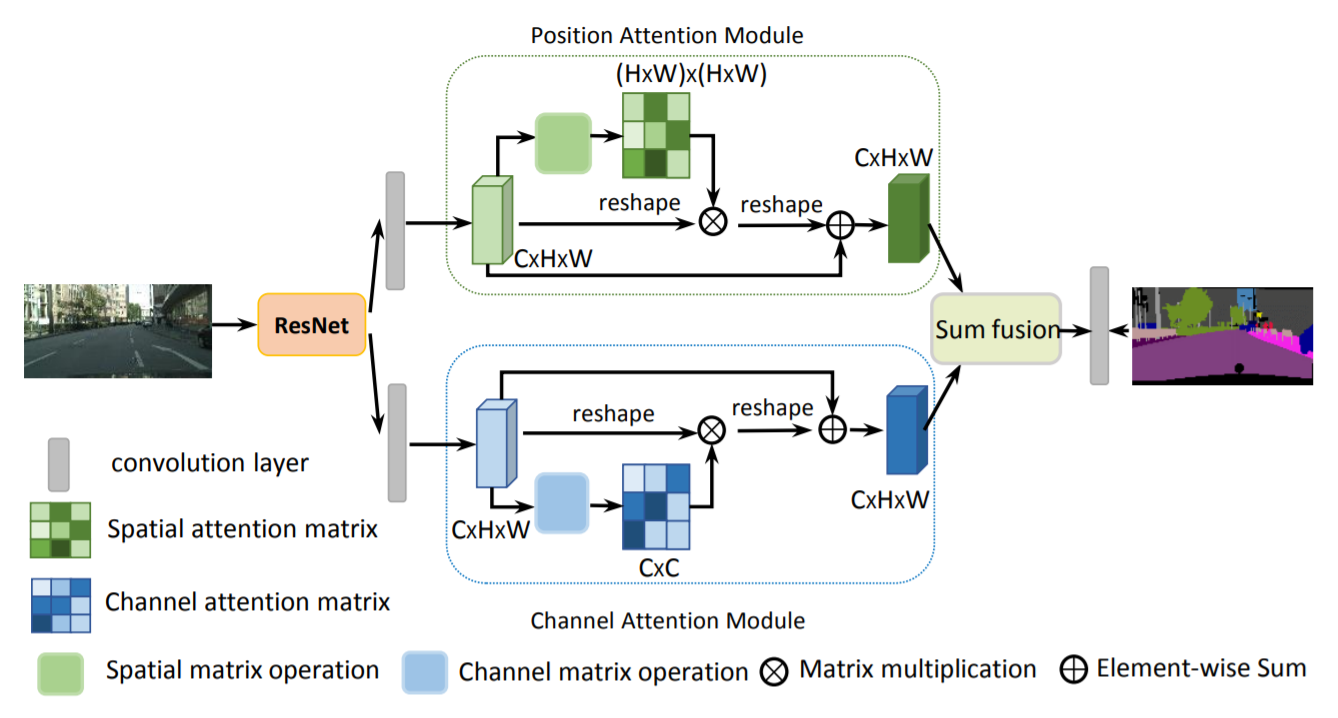 Position Attention Module
(HxW)x(HxW)
CxHxW
reshape
reshape
CxHxW
ResNet
Sum fusion
reshape
reshape
CxHxW
CxHxW
CxC
Channel Attention Module
convolution layer
Spatial attention matrix
Channel attention matrix
Spatial matrix operation
Channel matrix operation
Matrix multiplication
Element-wise Sum